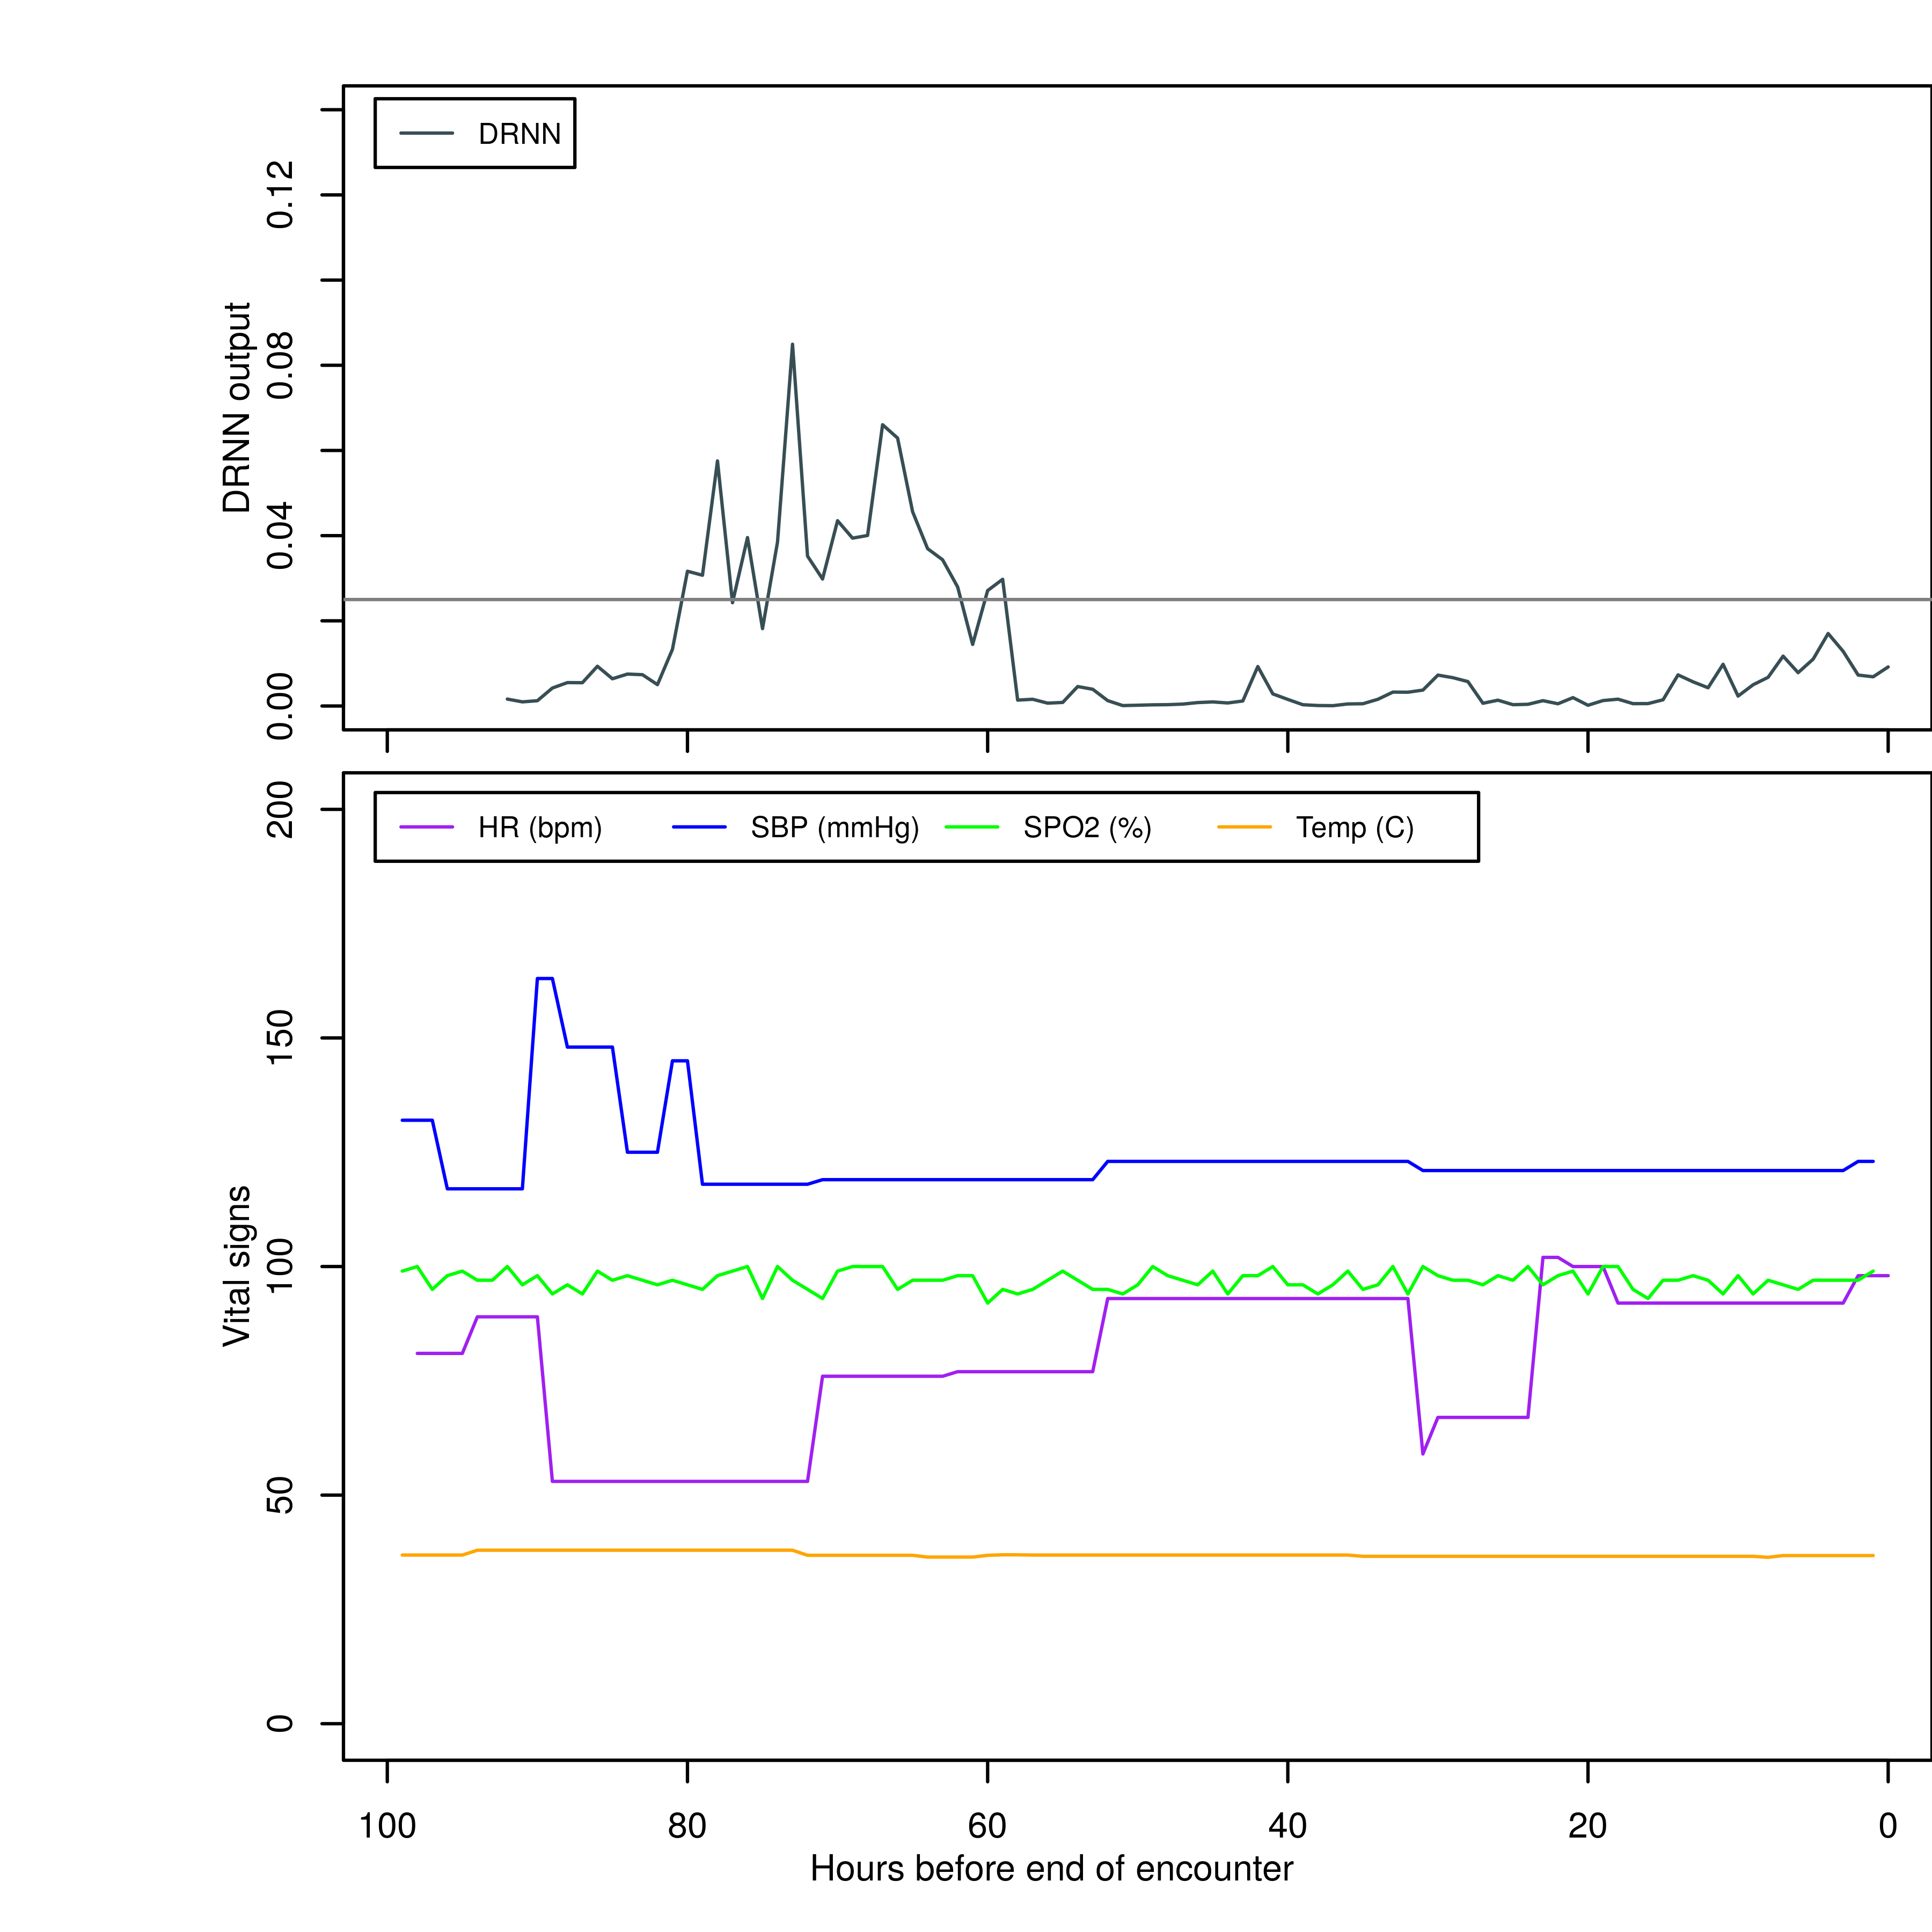 DRNN
DRNN output
0.12
0.08
0.04
0.00
HR (bpm) SBP (mmHg) SPO2 (%) Temp (C)
Vital signs
200
150
100
50
0
100 80 60 40 20 0
Hours before end of encounter